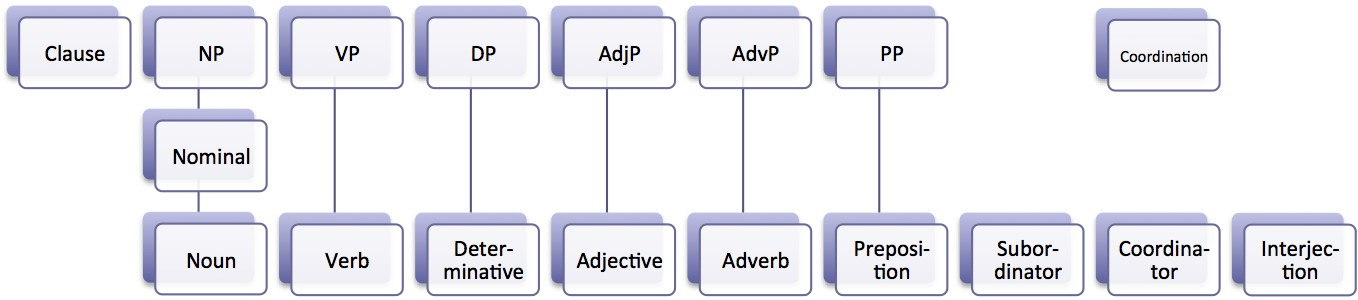 Clause NP VP DP AdjP AdvP PP Coordination
Nominal
Noun
Verb
Deter-
minative
Adjective
Adverb
Preposi-
tion
Subor-
dinator
Coordina-
tor
Interjec-
tion